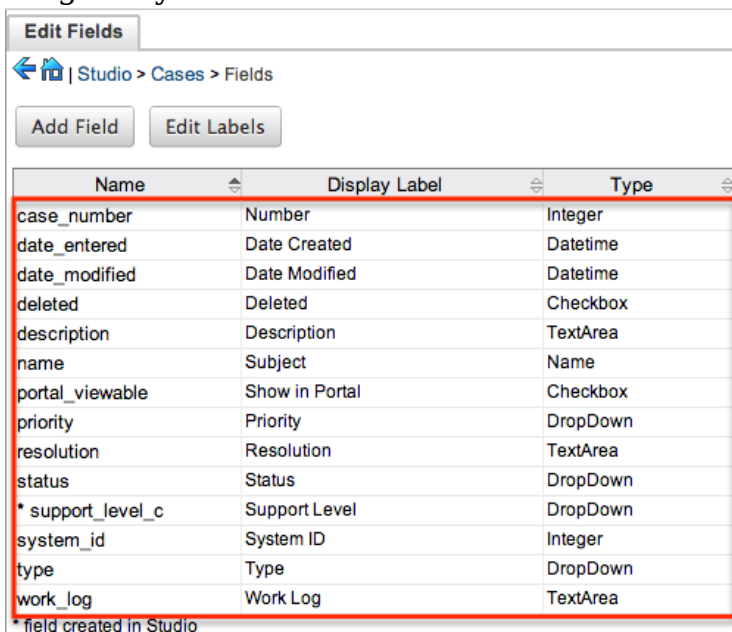 Edit Fields
| Studio > Cases > Fields
Add Field Edit Labels
Name Display Label Type
case_number Number Integer
date_entered Date Created Datetime
date_modified Date Modified Datetime
deleted Deleted Checkbox
description Description TextArea
name Subject Name
portal_viewable Show in Portal Checkbox
priority Priority DropDown
resolution Resolution TextArea
status Status DropDown
* support_level_c Support Level DropDown
system_id System ID Integer
type Type DropDown
work_log Work Log TextArea
* field created in Studio